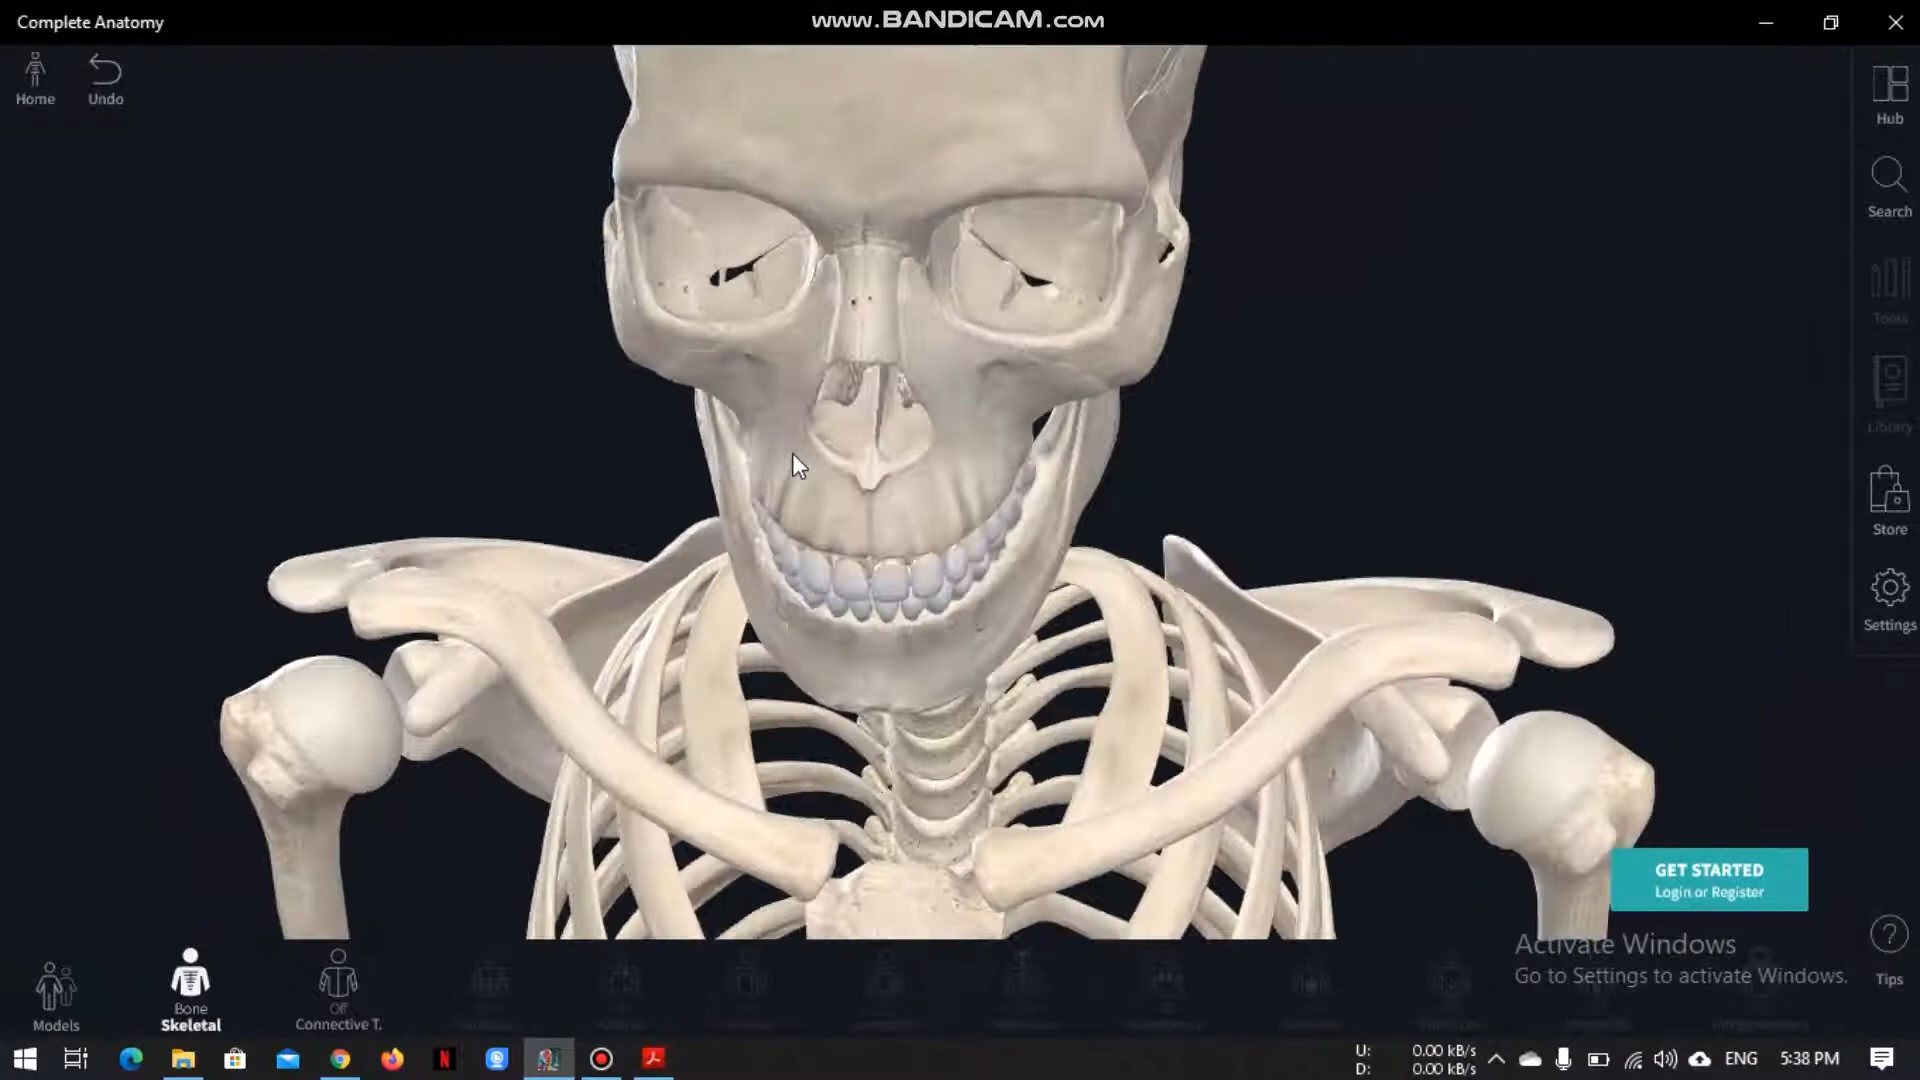 Complete Anatomy
www.BANDICAM.com
Home
Undo
Hub
Search
Tools
Library
Store
Settings
GET STARTED
Login or Register
Activate Windows
Go to Settings to activate Windows.
Tips
Models
Bone
Skeletal
Off
Connective T.
U: 0.00 kB/s
D: 0.00 kB/s
ENG
5:38 PM